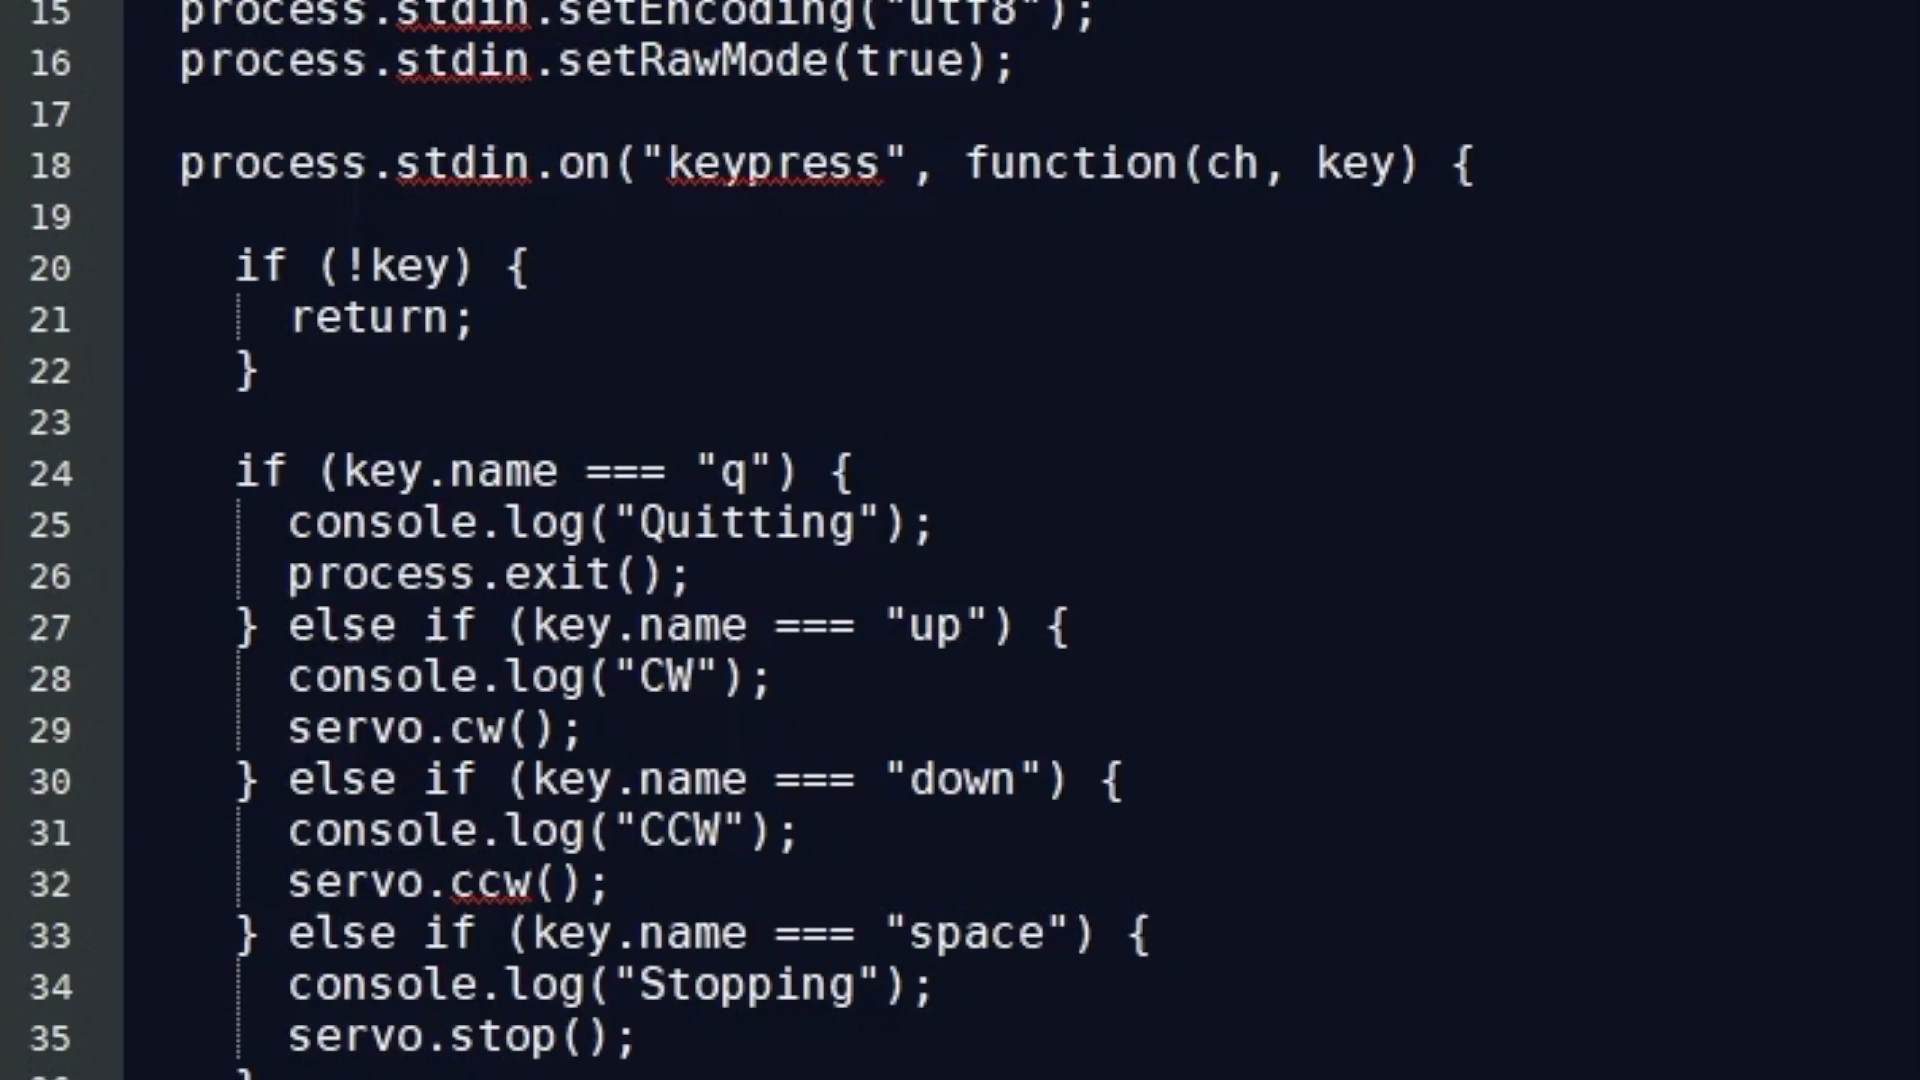 15 process.stdin.setEncoding("utf8");
16 process.stdin.setRawMode(true);
17
18 process.stdin.on("keypress", function(ch, key) {
19
20 if (!key) {
21 return;
22 }
23
24 if (key.name === "q") {
25 console.log("Quitting");
26 process.exit();
27 } else if (key.name === "up") {
28 console.log("CW");
29 servo.cw();
30 } else if (key.name === "down") {
31 console.log("CCW");
32 servo.ccw();
33 } else if (key.name === "space") {
34 console.log("Stopping");
35 servo.stop();
}